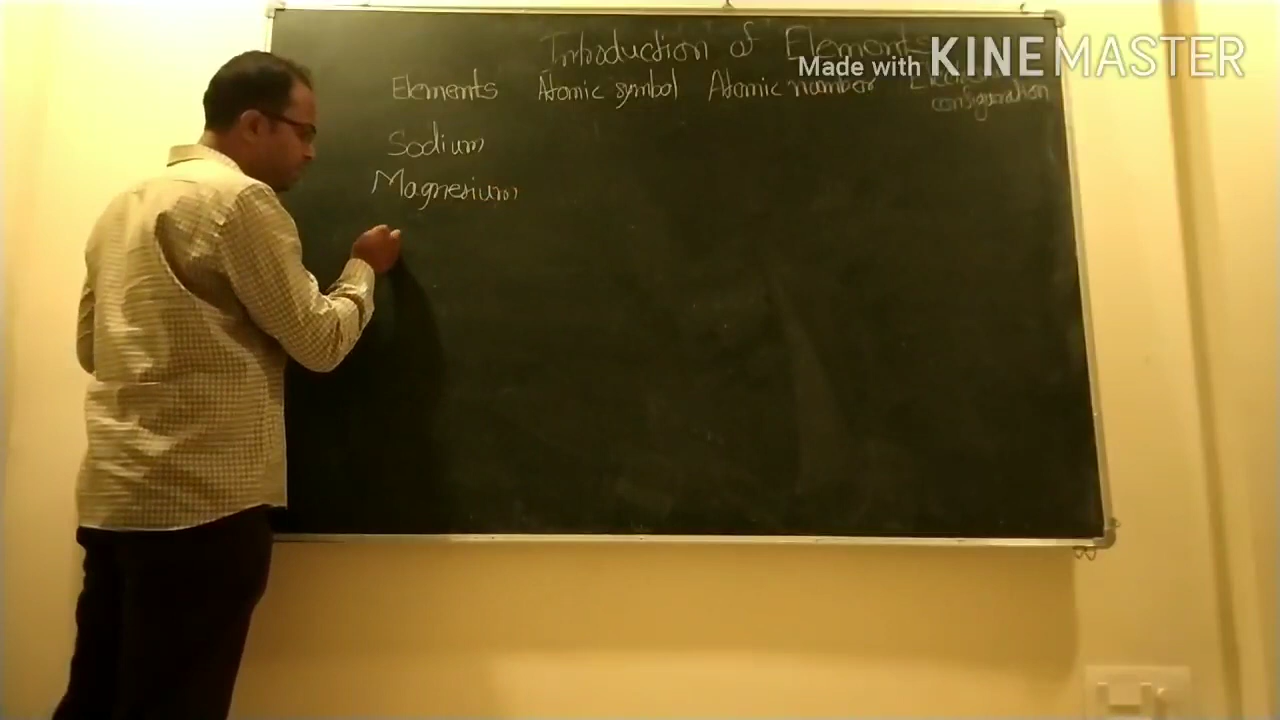 Introduction of Elements
Made with KINEMASTER
Elements Atomic symbol Atomic number
configuration
Sodium
Magnesium